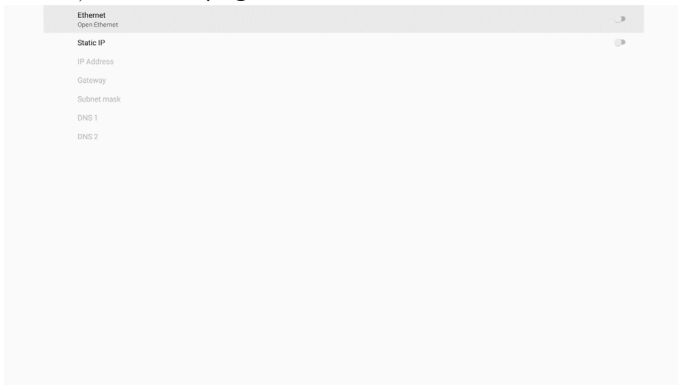 Ethernet
Open Ethernet
Static IP
IP Address
Gateway
Subnet mask
DNS 1
DNS 2